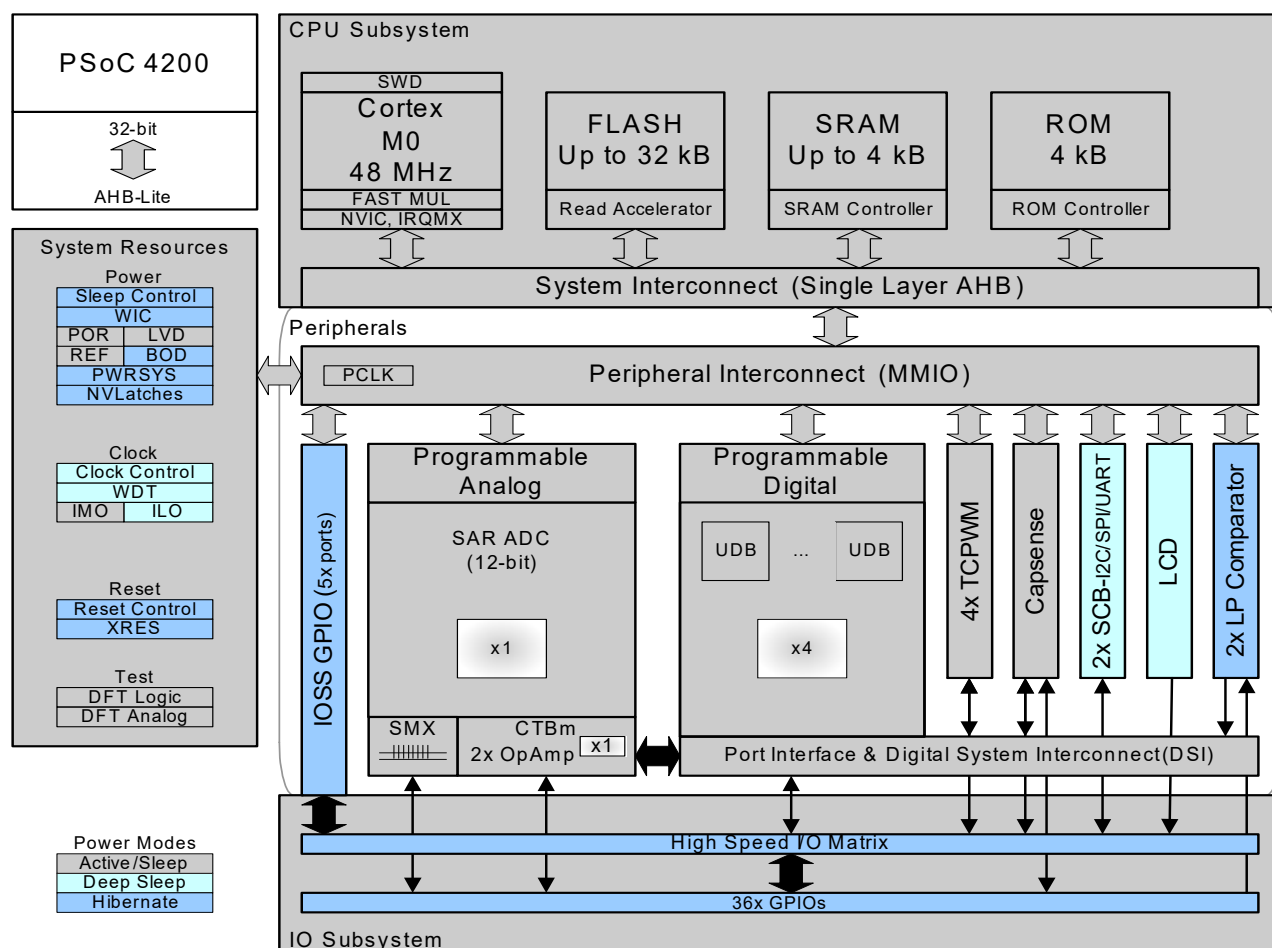 PSoC 4200
32-bit
AHB-Lite
CPU Subsystem
SWD
Cortex
M0
48 MHz
FAST MUL
NVIC, IRQMX
FLASH
Up to 32 kB
Read Accelerator
SRAM
Up to 4 kB
SRAM Controller
ROM
4 kB
ROM Controller
System Interconnect (Single Layer AHB)
System Resources
Power
Sleep Control
WIC
POR LVD
REF BOD
PWRSYS
NVLatches
Clock
Clock Control
WDT
IMO ILO
Reset
Reset Control
XRES
Test
DFT Logic
DFT Analog
Peripherals
PCLK
Peripheral Interconnect (MMIO)
IOSS GPIO (5x ports)
Programmable
Analog
SAR ADC
(12-bit)
x1
SMX
CTBm
2x OpAmp
x1
Programmable
Digital
UDB ... UDB
x4
4x TCPWM
Capsense
2x SCB-I2C/SPI/UART
LCD
2x LP Comparator
Port Interface & Digital System Interconnect(DSI)
Power Modes
Active/Sleep
Deep Sleep
Hibernate
High Speed I/O Matrix
36x GPIOs
IO Subsystem